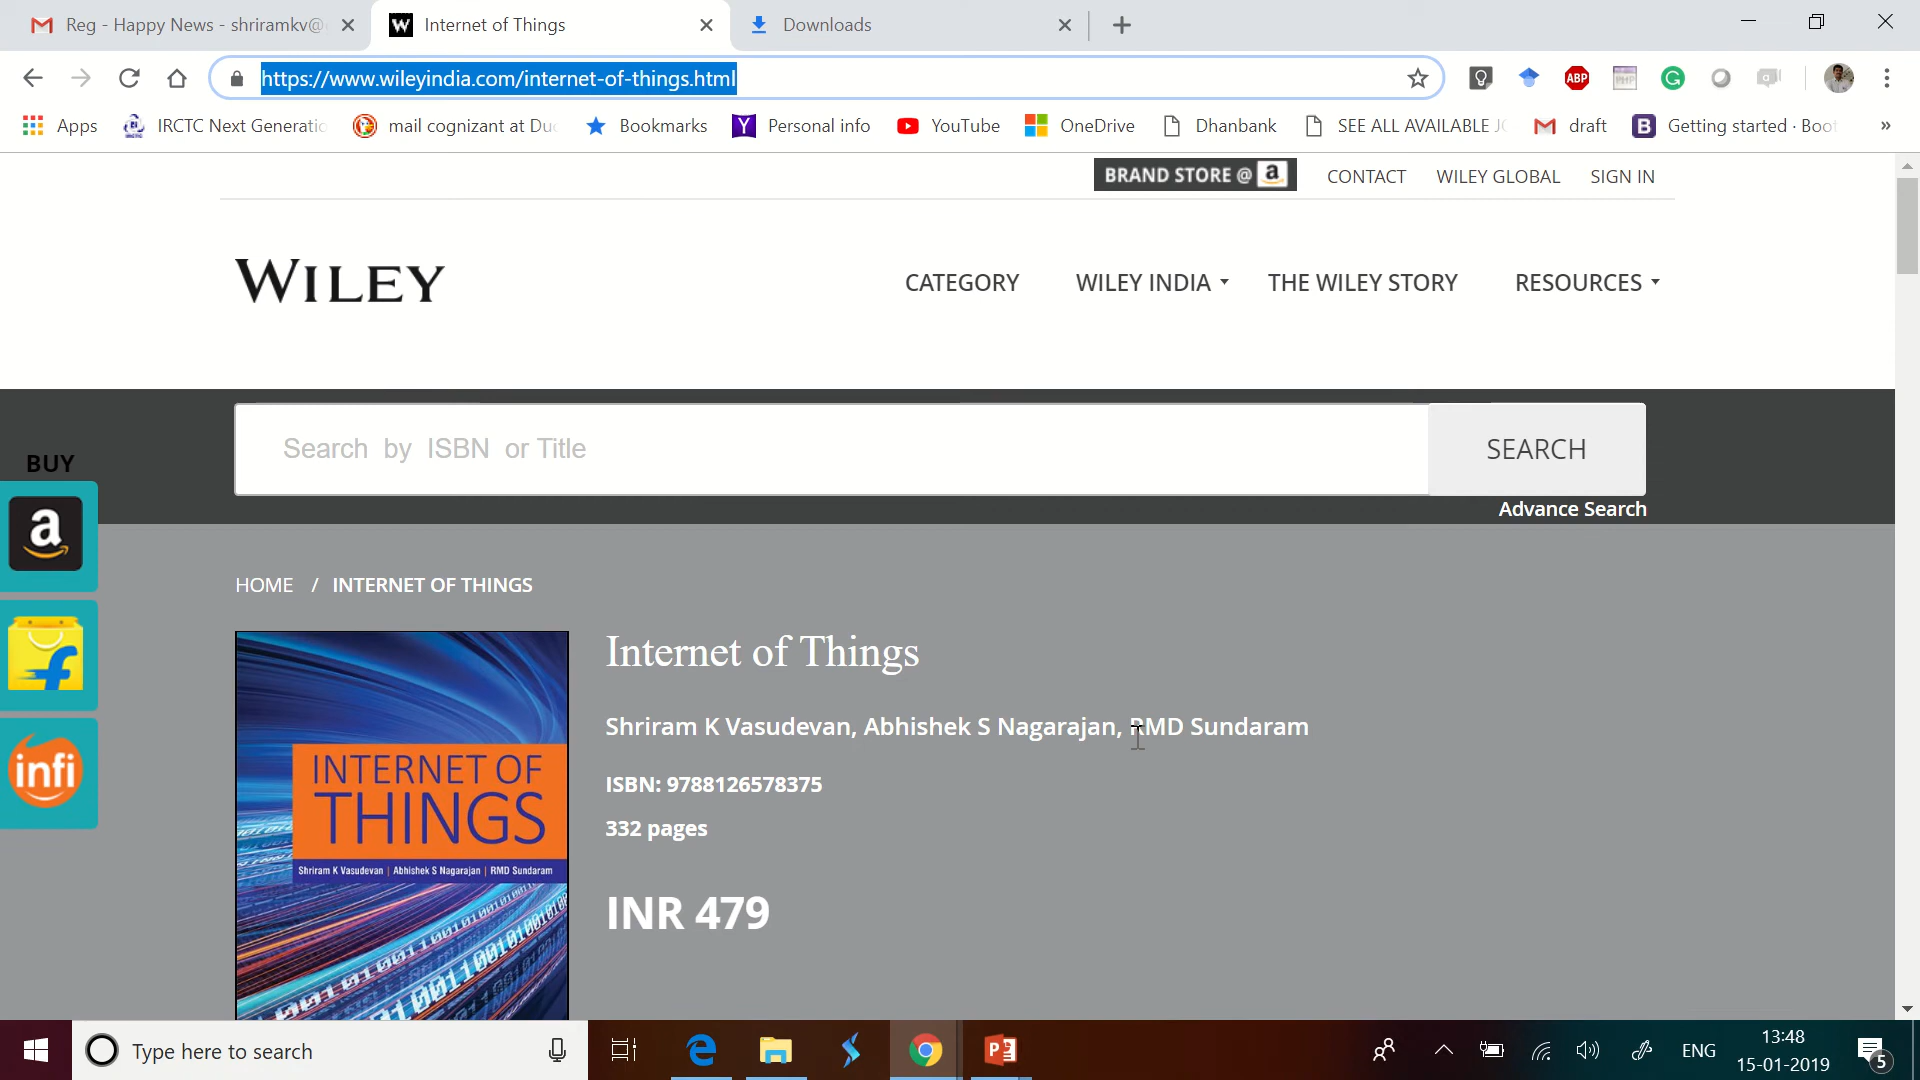 Reg - Happy News - shriramkv@
Internet of Things
Downloads
https://www.wileyindia.com/internet-of-things.html
ABP
Apps
IRCTC Next Generatio
mail cognizant at Du
Bookmarks
Personal info
YouTube
OneDrive
Dhanbank
SEE ALL AVAILABLE
draft
Getting started · Boot
»
BRAND STORE @ a
CONTACT
WILEY GLOBAL
SIGN IN
WILEY
CATEGORY
WILEY INDIA
THE WILEY STORY
RESOURCES
Search by ISBN or Title
SEARCH
Advance Search
BUY
a
f
infi
HOME / INTERNET OF THINGS
INTERNET OF
THINGS
Shriram K Vasudevan | Abhishek S Nagarajan | RMD Sundaram
Internet of Things
Shriram K Vasudevan, Abhishek S Nagarajan, RMD Sundaram
ISBN: 9788126578375
332 pages
INR 479
Type here to search
ENG
13:48
15-01-2019
5